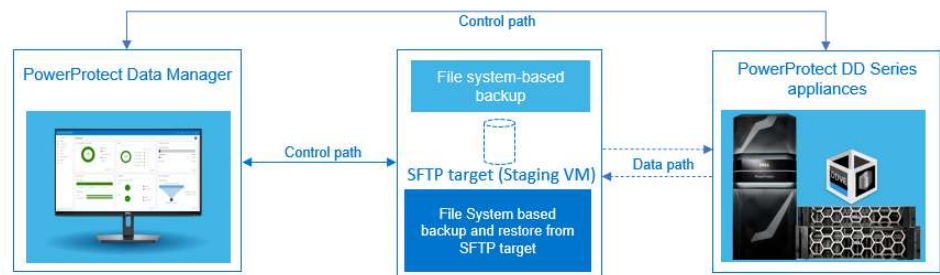 Control path
PowerProtect Data Manager
File system-based
backup
SFTP target (Staging VM)
File System based
backup and restore from
SFTP target
Control path
Data path
PowerProtect DD Series
appliances
DDVE